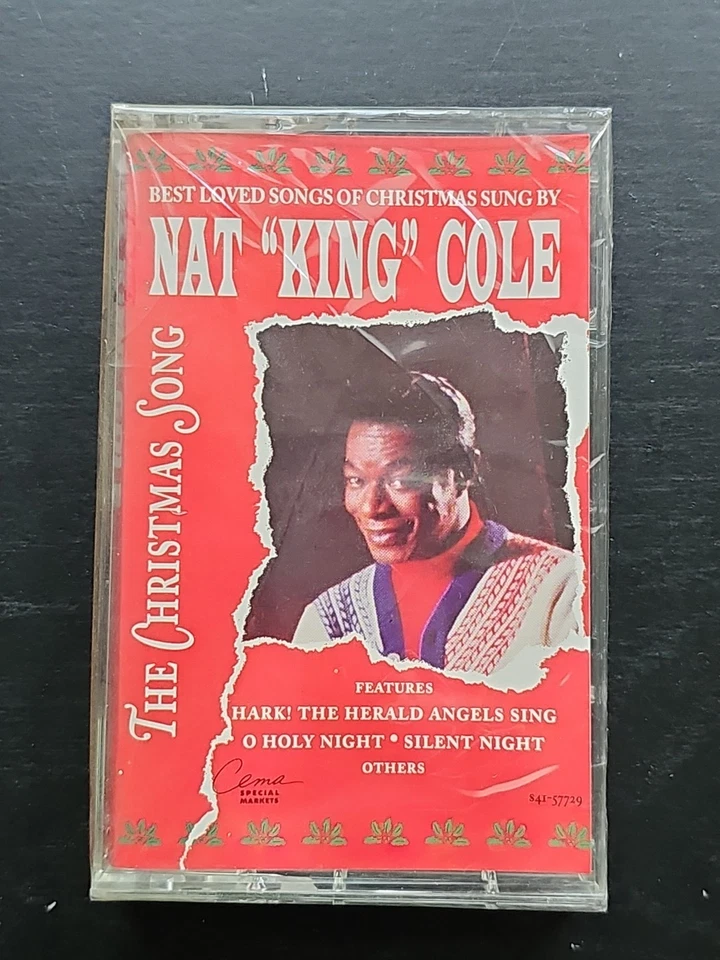 BEST LOVED SONGS OF CHRISTMAS SUNG BY
NAT "KING" COLE
THE CHRISTMAS SONG
FEATURES
HARK! THE HERALD ANGELS SING
O HOLY NIGHT • SILENT NIGHT
OTHERS
Cema
SPECIAL
MARKETS
S41-57729